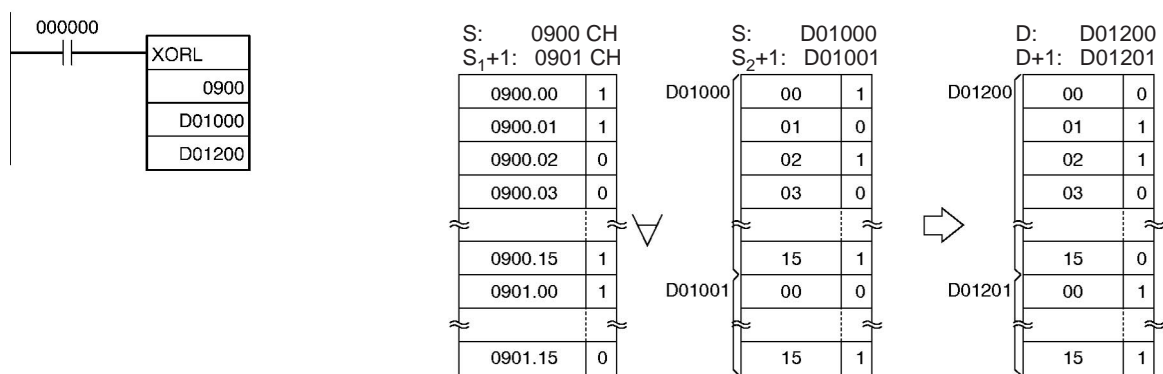 000000
XORL
0900
D01000
D01200
S: 0900 CH
S1+1: 0901 CH
0900.00 1
0900.01 1
0900.02 0
0900.03 0
0900.15 1
0901.00 1
0901.15 0
S: D01000
S2+1: D01001
D01000 00 1
01 0
02 1
03 0
15 1
D01001 00 0
15 1
D: D01200
D+1: D01201
D01200 00 0
01 1
02 1
03 0
15 0
D01201 00 1
15 1